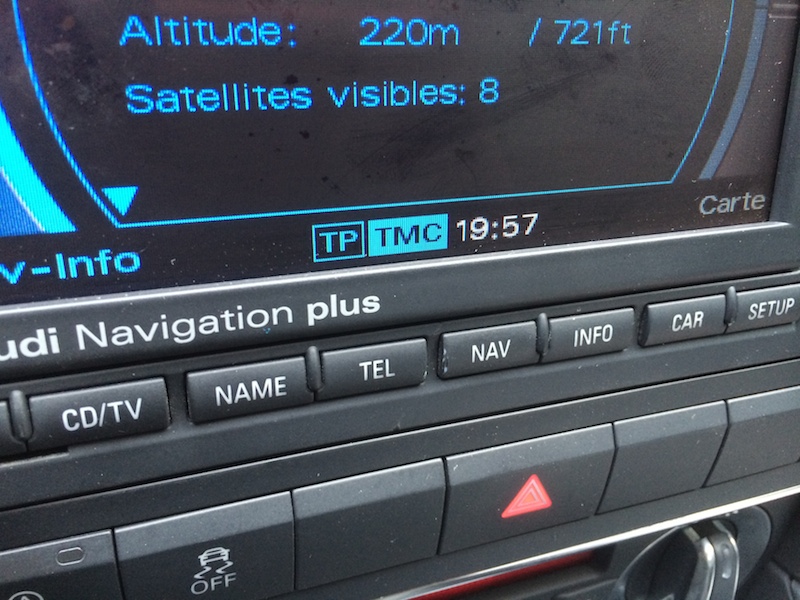 Altitude: 220m / 721ft
Satellites visibles: 8
Carte
TP TMC 19:57
v-Info
udi Navigation plus
CD/TV NAME TEL NAV INFO CAR SETUP
OFF